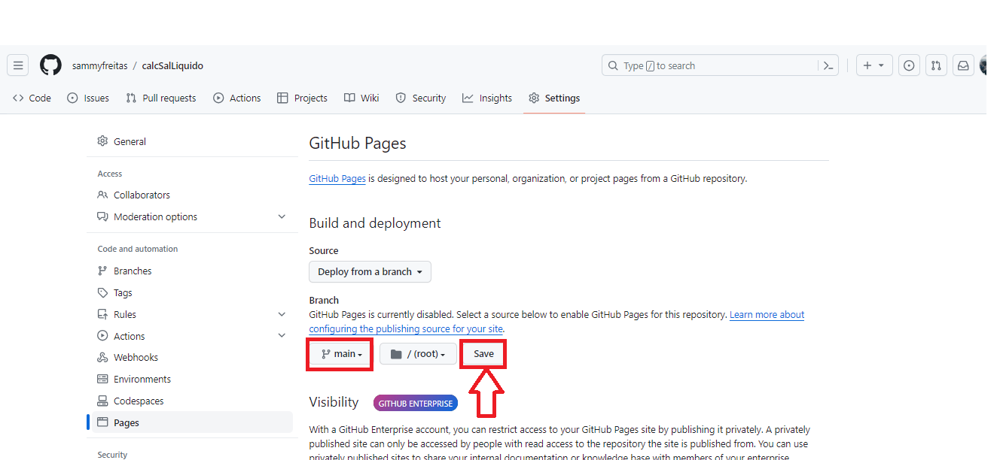 sammyfreitas / calcSalLiquido
Type / to search
Code Issues Pull requests Actions Projects Wiki Security Insights Settings
General
Access
Collaborators
Moderation options
Code and automation
Branches
Tags
Rules
Actions
Webhooks
Environments
Codespaces
Pages
Security
GitHub Pages
GitHub Pages is designed to host your personal, organization, or project pages from a GitHub repository.
Build and deployment
Source
Deploy from a branch
Branch
GitHub Pages is currently disabled. Select a source below to enable GitHub Pages for this repository. Learn more about
configuring the publishing source for your site.
main / (root) Save
Visibility GITHUB ENTERPRISE
With a GitHub Enterprise account, you can restrict access to your GitHub Pages site by publishing it privately. A privately
published site can only be accessed by people with read access to the repository the site is published from. You can use
privately published sites to share your internal documentation or knowledge base with members of your enterprise.